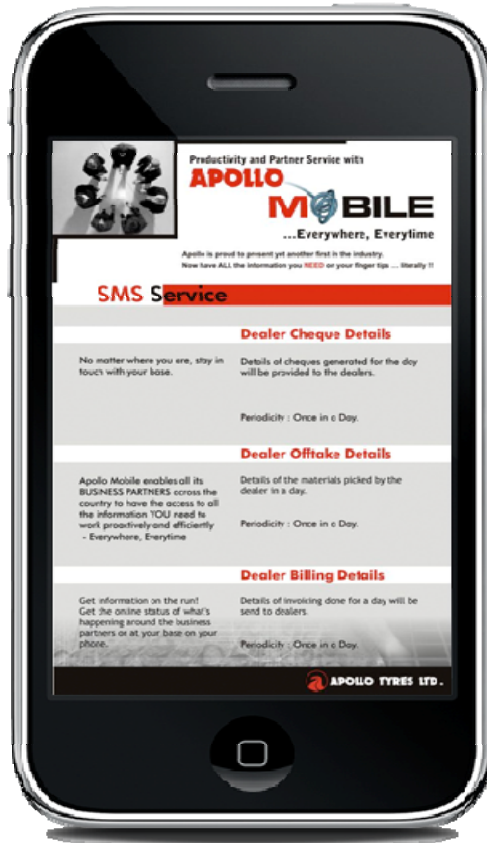 Productivity and Partner Service with
APOLLO
MOBILE
...Everywhere, Everytime
Apollo is proud to present yet another first in the industry.
Now have ALL the information you NEED or your finger tips ... literally !!
SMS Service
Dealer Cheque Details
No matter where you are, stay in
touch with your base.
Details of cheques generated for the day
will be provided to the dealers.
Periodicity : Once in a Day.
Dealer Offtake Details
Apollo Mobile enables all its
BUSINESS PARTNERS across the
country to have the access to all
the information YOU need to
work proactively and efficiently
- Everywhere, Everytime
Details of the materials picked by the
dealer in a day.
Periodicity : Once in a Day.
Dealer Billing Details
Get information on the run!
Get the online status of what's
happening around the business
partners or at your base on your
phone.
Details of invoicing done for a day will be
send to dealers.
Periodicity : Once in a Day.
APOLLO TYRES LTD.